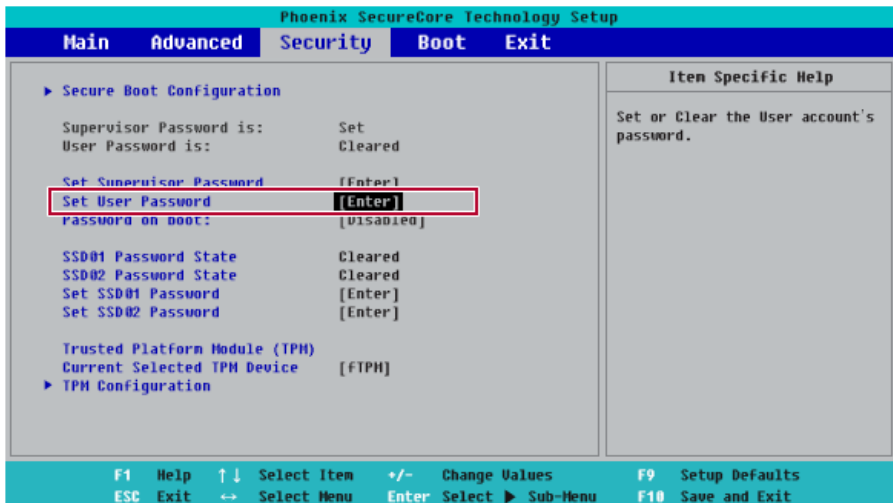 Phoenix SecureCore Technology Setup
Main Advanced Security Boot Exit
▶ Secure Boot Configuration
Supervisor Password is: Set
User Password is: Cleared
Set Supervisor Password [Enter]
Set User Password [Enter]
Password on boot: [Disabled]
SSD01 Password State Cleared
SSD02 Password State Cleared
Set SSD01 Password [Enter]
Set SSD02 Password [Enter]
Trusted Platform Module (TPM)
Current Selected TPM Device [fTPM]
▶ TPM Configuration
Item Specific Help
Set or Clear the User account's
password.
F1 Help ↑↓ Select Item +/- Change Values F9 Setup Defaults
ESC Exit ↔ Select Menu Enter Select ▶ Sub-Menu F10 Save and Exit